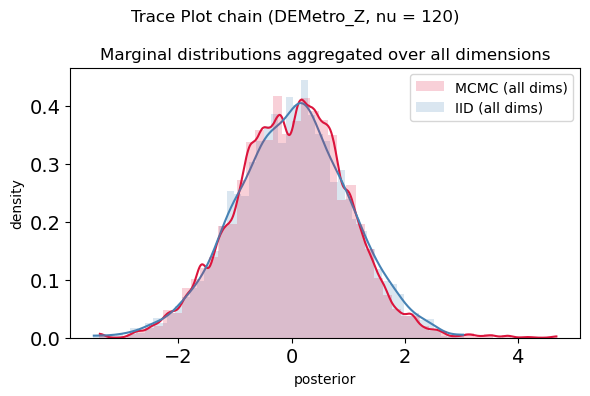 Trace Plot chain (DEMetro_Z, nu = 120)
Marginal distributions aggregated over all dimensions
MCMC (all dims)
IID (all dims)
density
0.4
0.3
0.2
0.1
0.0
−2 0 2 4
posterior